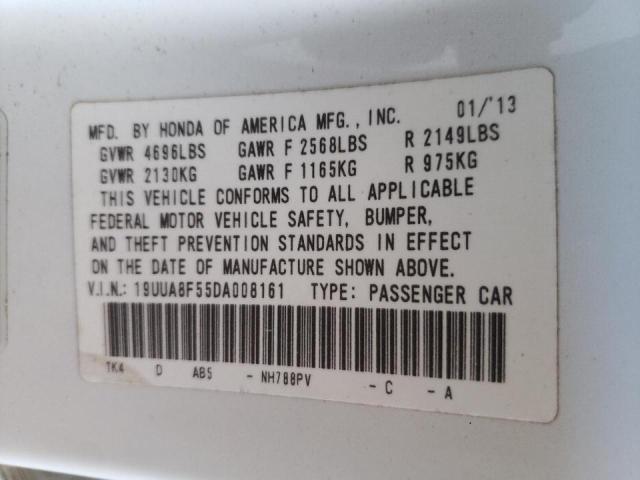 MFD. BY HONDA OF AMERICA MFG., INC. 01/'13
GVWR 4696LBS GAWR F 2568LBS R 2149LBS
GVWR 2130KG GAWR F 1165KG R 975KG
THIS VEHICLE CONFORMS TO ALL APPLICABLE
FEDERAL MOTOR VEHICLE SAFETY, BUMPER,
AND THEFT PREVENTION STANDARDS IN EFFECT
ON THE DATE OF MANUFACTURE SHOWN ABOVE.
V.I.N.: 19UUA8F55DA008161 TYPE: PASSENGER CAR
TK4 D AB5 - NH788PV - C - A